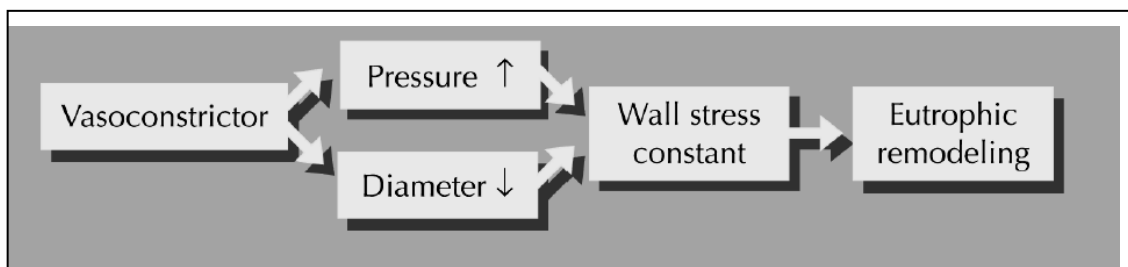 Vasoconstrictor
Pressure ↑
Diameter ↓
Wall stress
constant
Eutrophic
remodeling